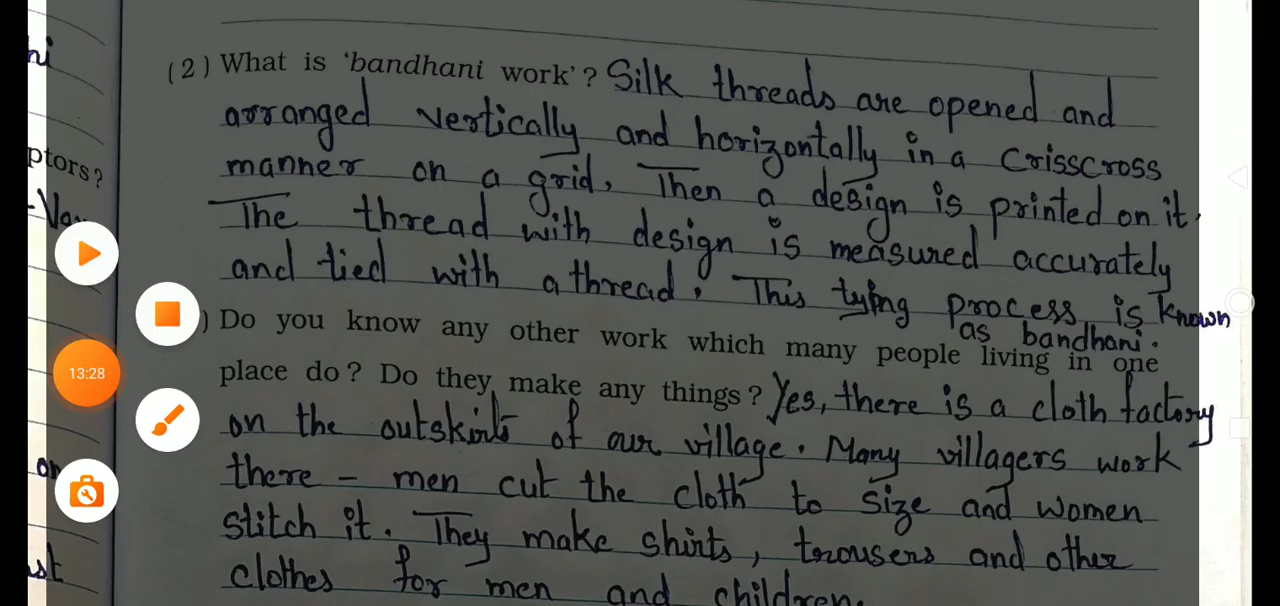 ni
(2) What is 'bandhani work'? Silk threads are opened and
arranged vertically and horizontally in a crisscross
ptors?
manner on a grid. Then a design is printed on it.
The thread with design is measured accurately
and tied with a thread. This tying process is known
as bandhani.
) Do you know any other work which many people living in one
13:28
place do? Do they make any things? Yes, there is a cloth factory
on the outskirts of our village. Many villagers work
there – men cut the cloth to size and women
stitch it. They make shirts, trousers and other
clothes for men and children.